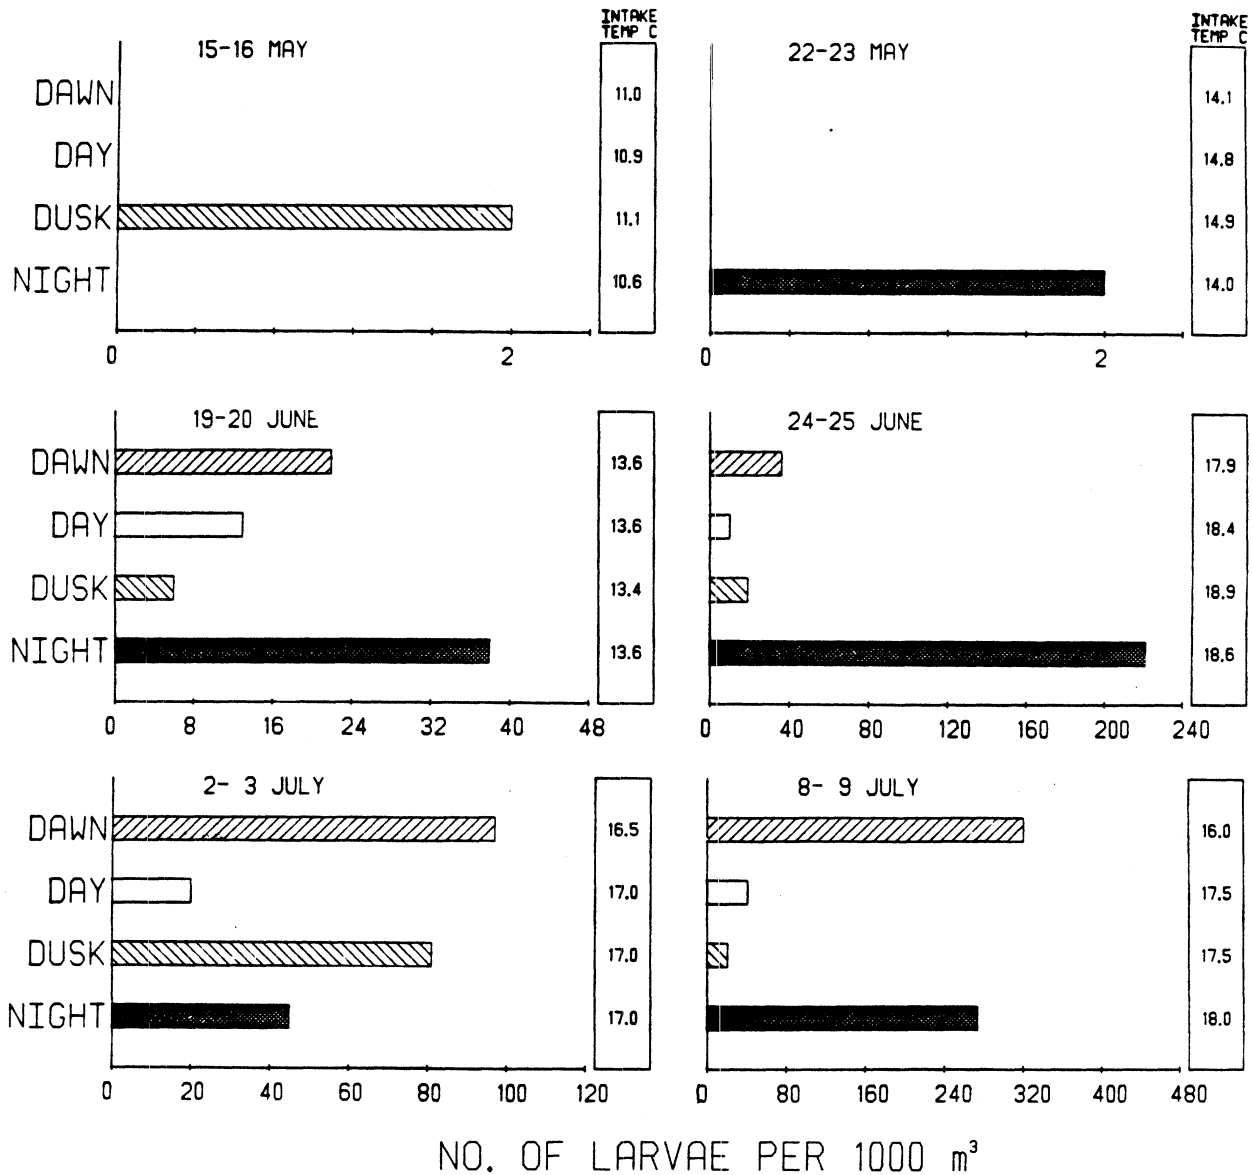 INTAKE
TEMP C
INTAKE
TEMP C
15-16 MAY
DAWN 11.0
DAY 10.9
DUSK 11.1
NIGHT 10.6
0 2
22-23 MAY
14.1
14.8
14.9
14.0
0 2
19-20 JUNE
DAWN 13.6
DAY 13.6
DUSK 13.4
NIGHT 13.6
0 8 16 24 32 40 48
24-25 JUNE
17.9
18.4
18.9
18.6
0 40 80 120 160 200 240
2- 3 JULY
DAWN 16.5
DAY 17.0
DUSK 17.0
NIGHT 17.0
0 20 40 60 80 100 120
8- 9 JULY
16.0
17.5
17.5
18.0
0 80 160 240 320 400 480
NO. OF LARVAE PER 1000 m³